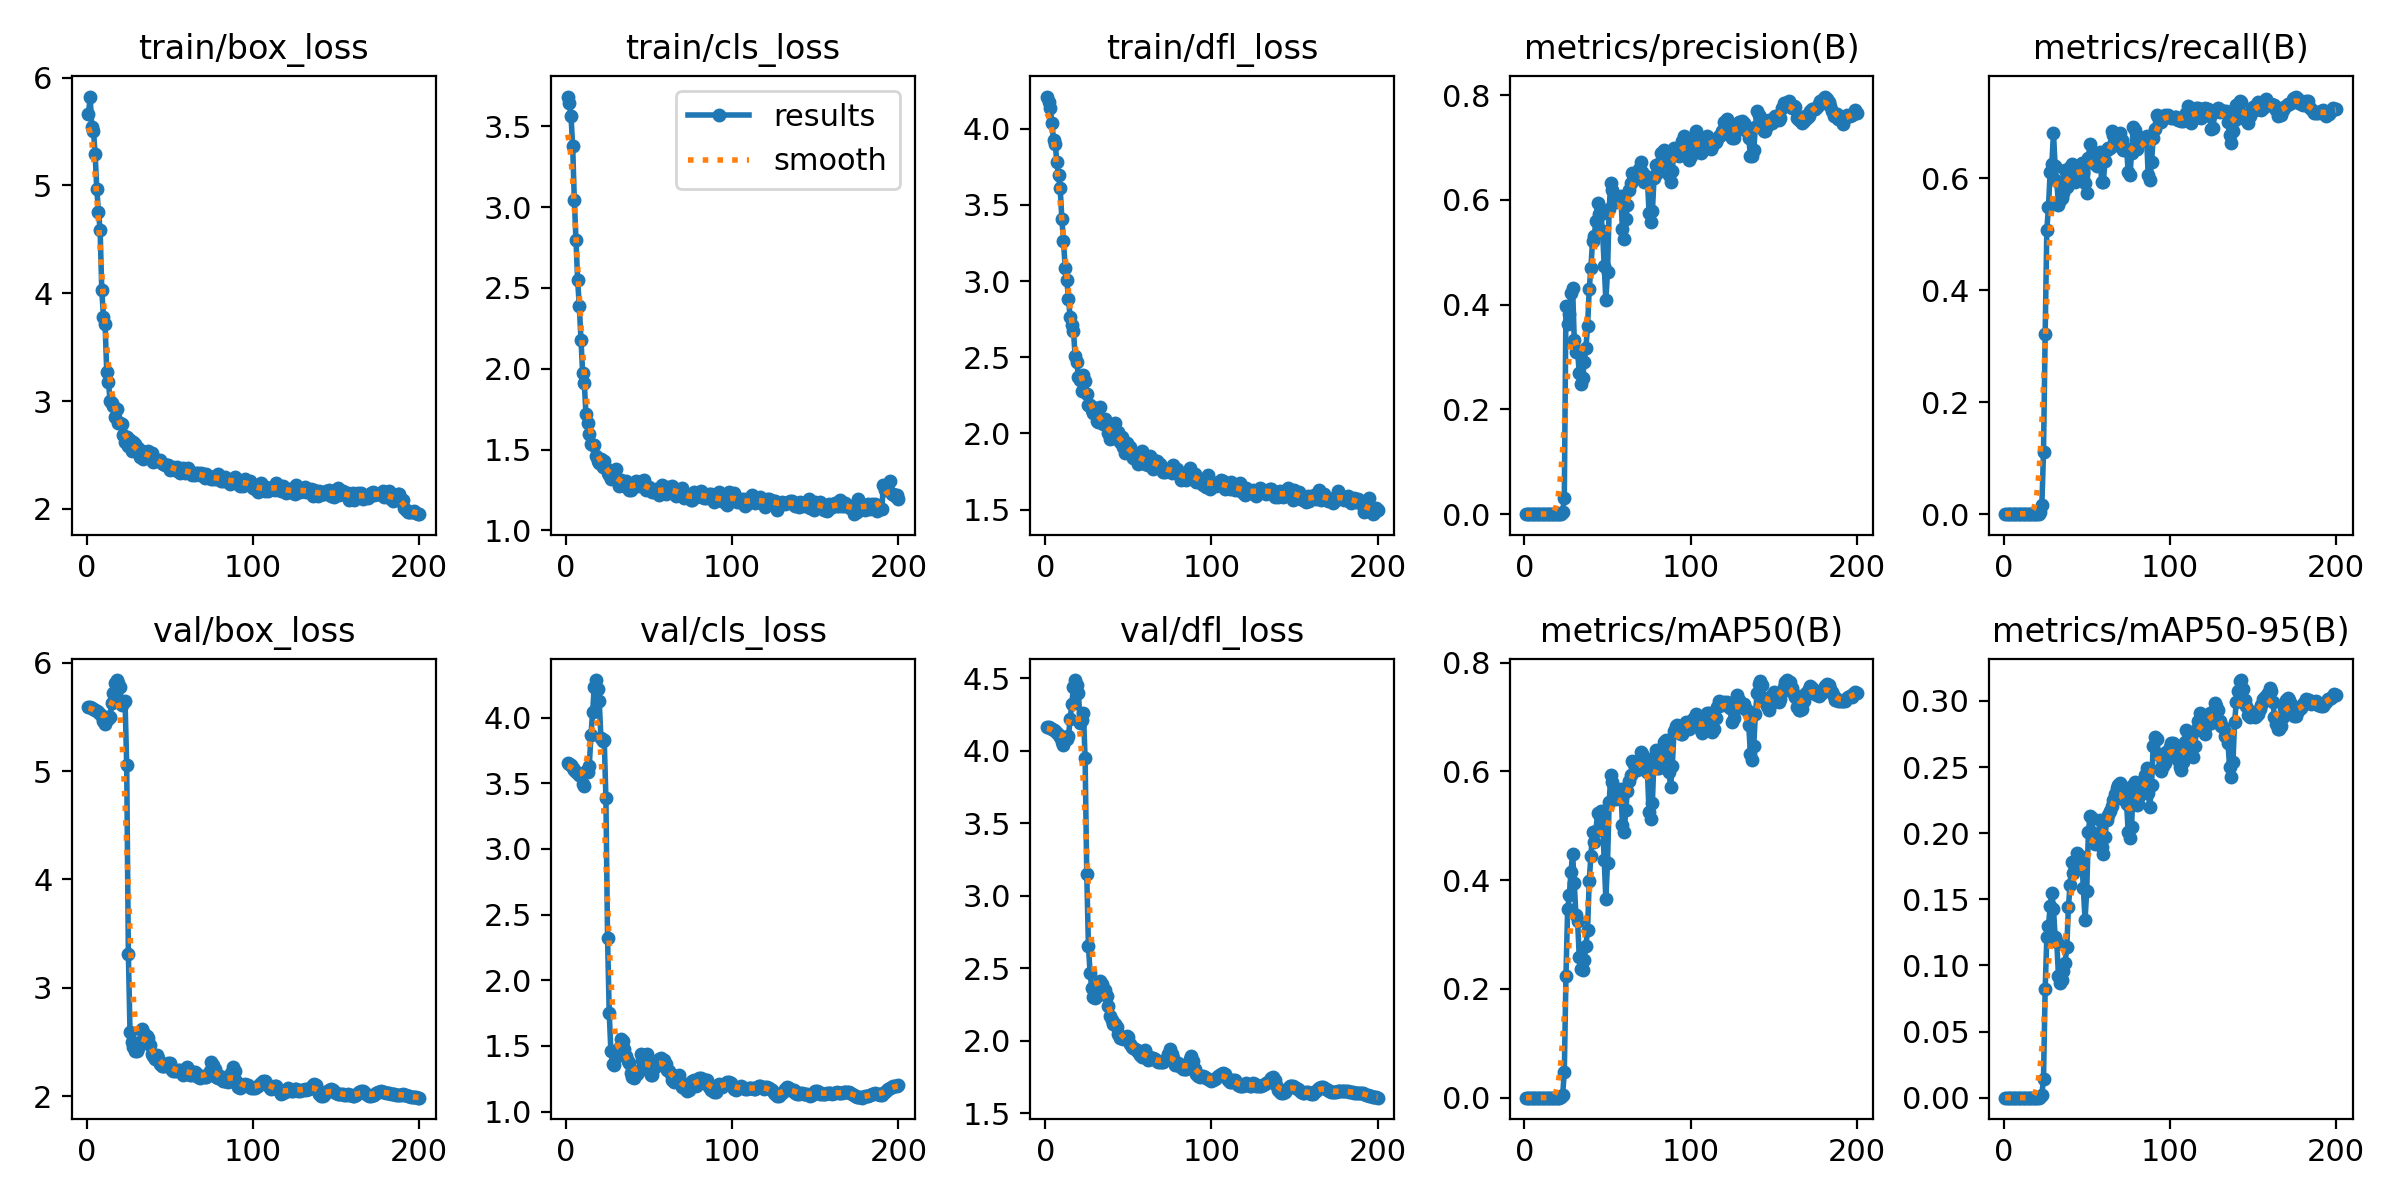 train/box_loss
6
5
4
3
2
0 100 200
train/cls_loss
results
smooth
3.5
3.0
2.5
2.0
1.5
1.0
0 100 200
train/dfl_loss
4.0
3.5
3.0
2.5
2.0
1.5
0 100 200
metrics/precision(B)
0.8
0.6
0.4
0.2
0.0
0 100 200
metrics/recall(B)
0.6
0.4
0.2
0.0
0 100 200
val/box_loss
6
5
4
3
2
0 100 200
val/cls_loss
4.0
3.5
3.0
2.5
2.0
1.5
1.0
0 100 200
val/dfl_loss
4.5
4.0
3.5
3.0
2.5
2.0
1.5
0 100 200
metrics/mAP50(B)
0.8
0.6
0.4
0.2
0.0
0 100 200
metrics/mAP50-95(B)
0.30
0.25
0.20
0.15
0.10
0.05
0.00
0 100 200